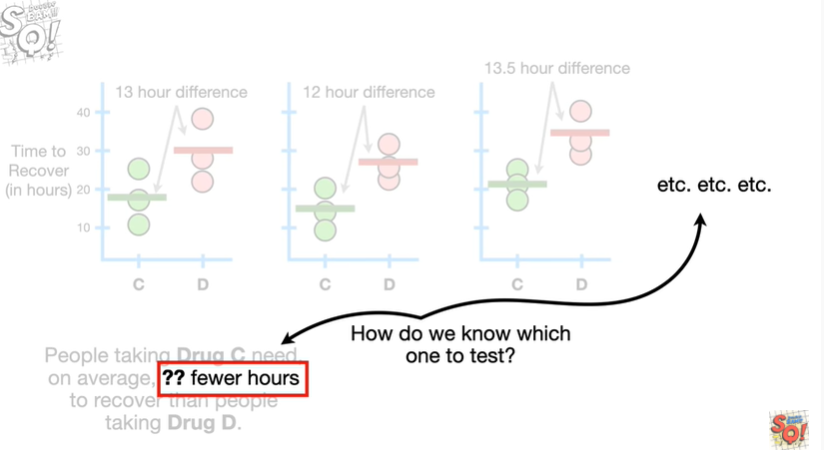 13 hour difference
12 hour difference
13.5 hour difference
40
30
20
10
Time to
Recover
(in hours)
C
D
C
D
C
D
etc. etc. etc.
How do we know which
one to test?
People taking Drug C need,
on average, ?? fewer hours
to recover than people
taking Drug D.
SQ!